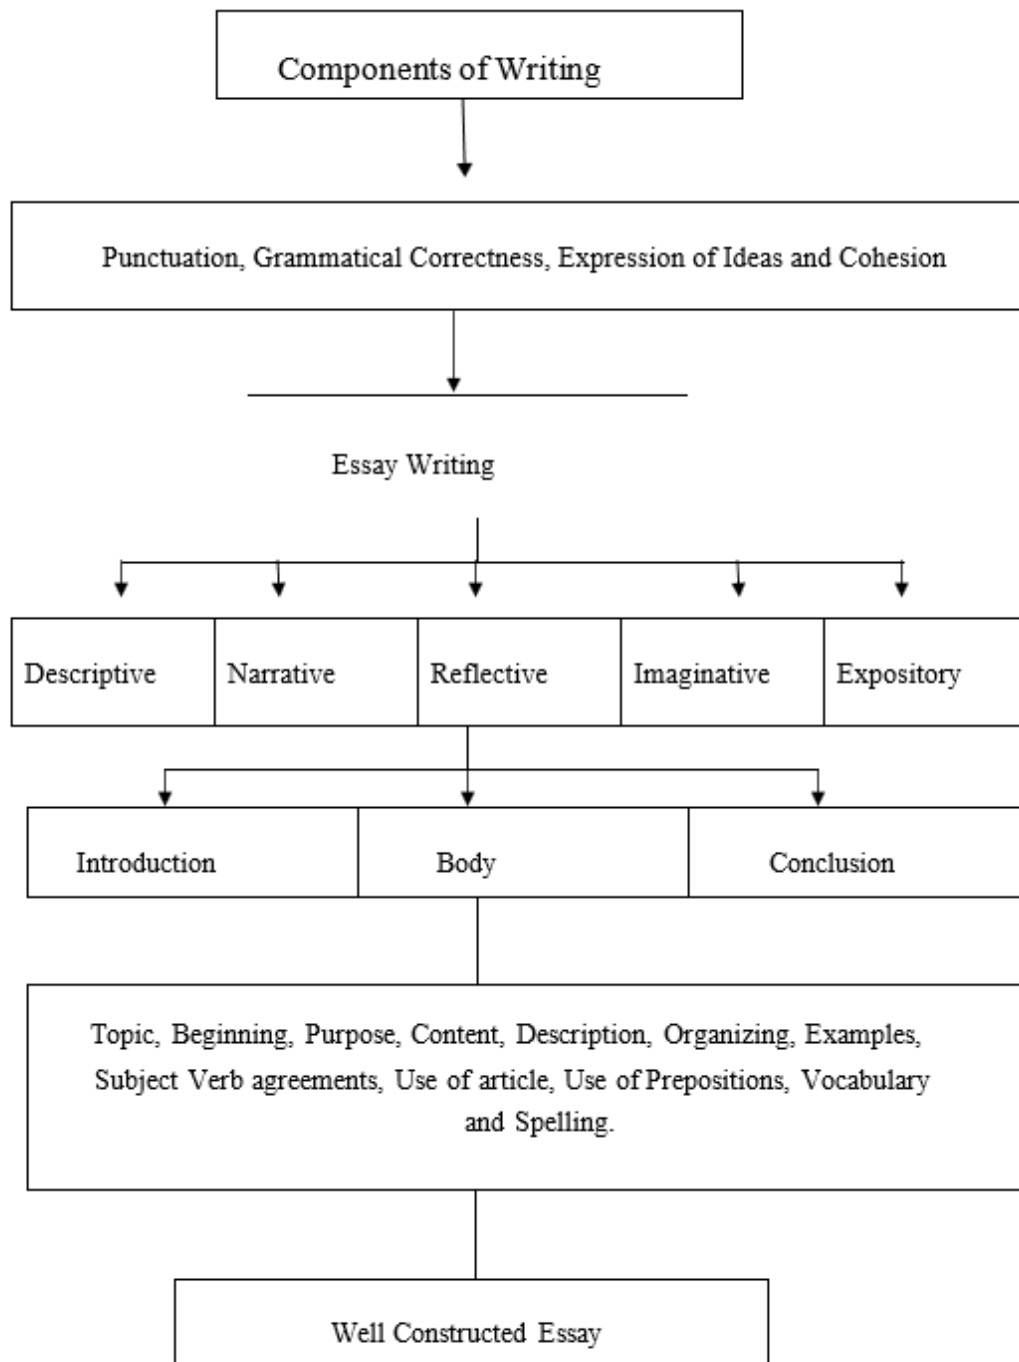 Components of Writing
Punctuation, Grammatical Correctness, Expression of Ideas and Cohesion
Essay Writing
Descriptive
Narrative
Reflective
Imaginative
Expository
Introduction
Body
Conclusion
Topic, Beginning, Purpose, Content, Description, Organizing, Examples,
Subject Verb agreements, Use of article, Use of Prepositions, Vocabulary
and Spelling.
Well Constructed Essay